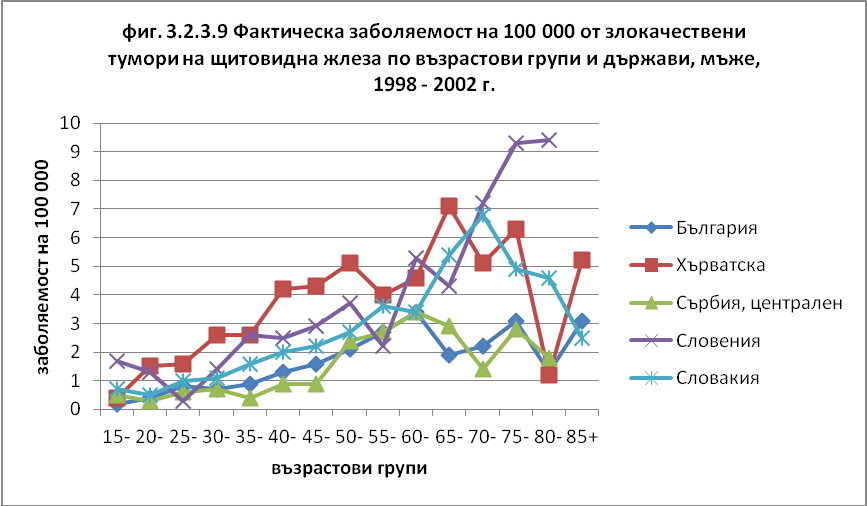 фиг. 3.2.3.9 Фактическа заболяемост на 100 000 от злокачествени
тумори на щитовидна жлеза по възрастови групи и държави, мъже,
1998 - 2002 г.
заболяемост на 100 000
10
9
8
7
6
5
4
3
2
1
0
15- 20- 25- 30- 35- 40- 45- 50- 55- 60- 65- 70- 75- 80- 85+
възрастови групи
България
Хърватска
Сърбия, централен
Словения
Словакия